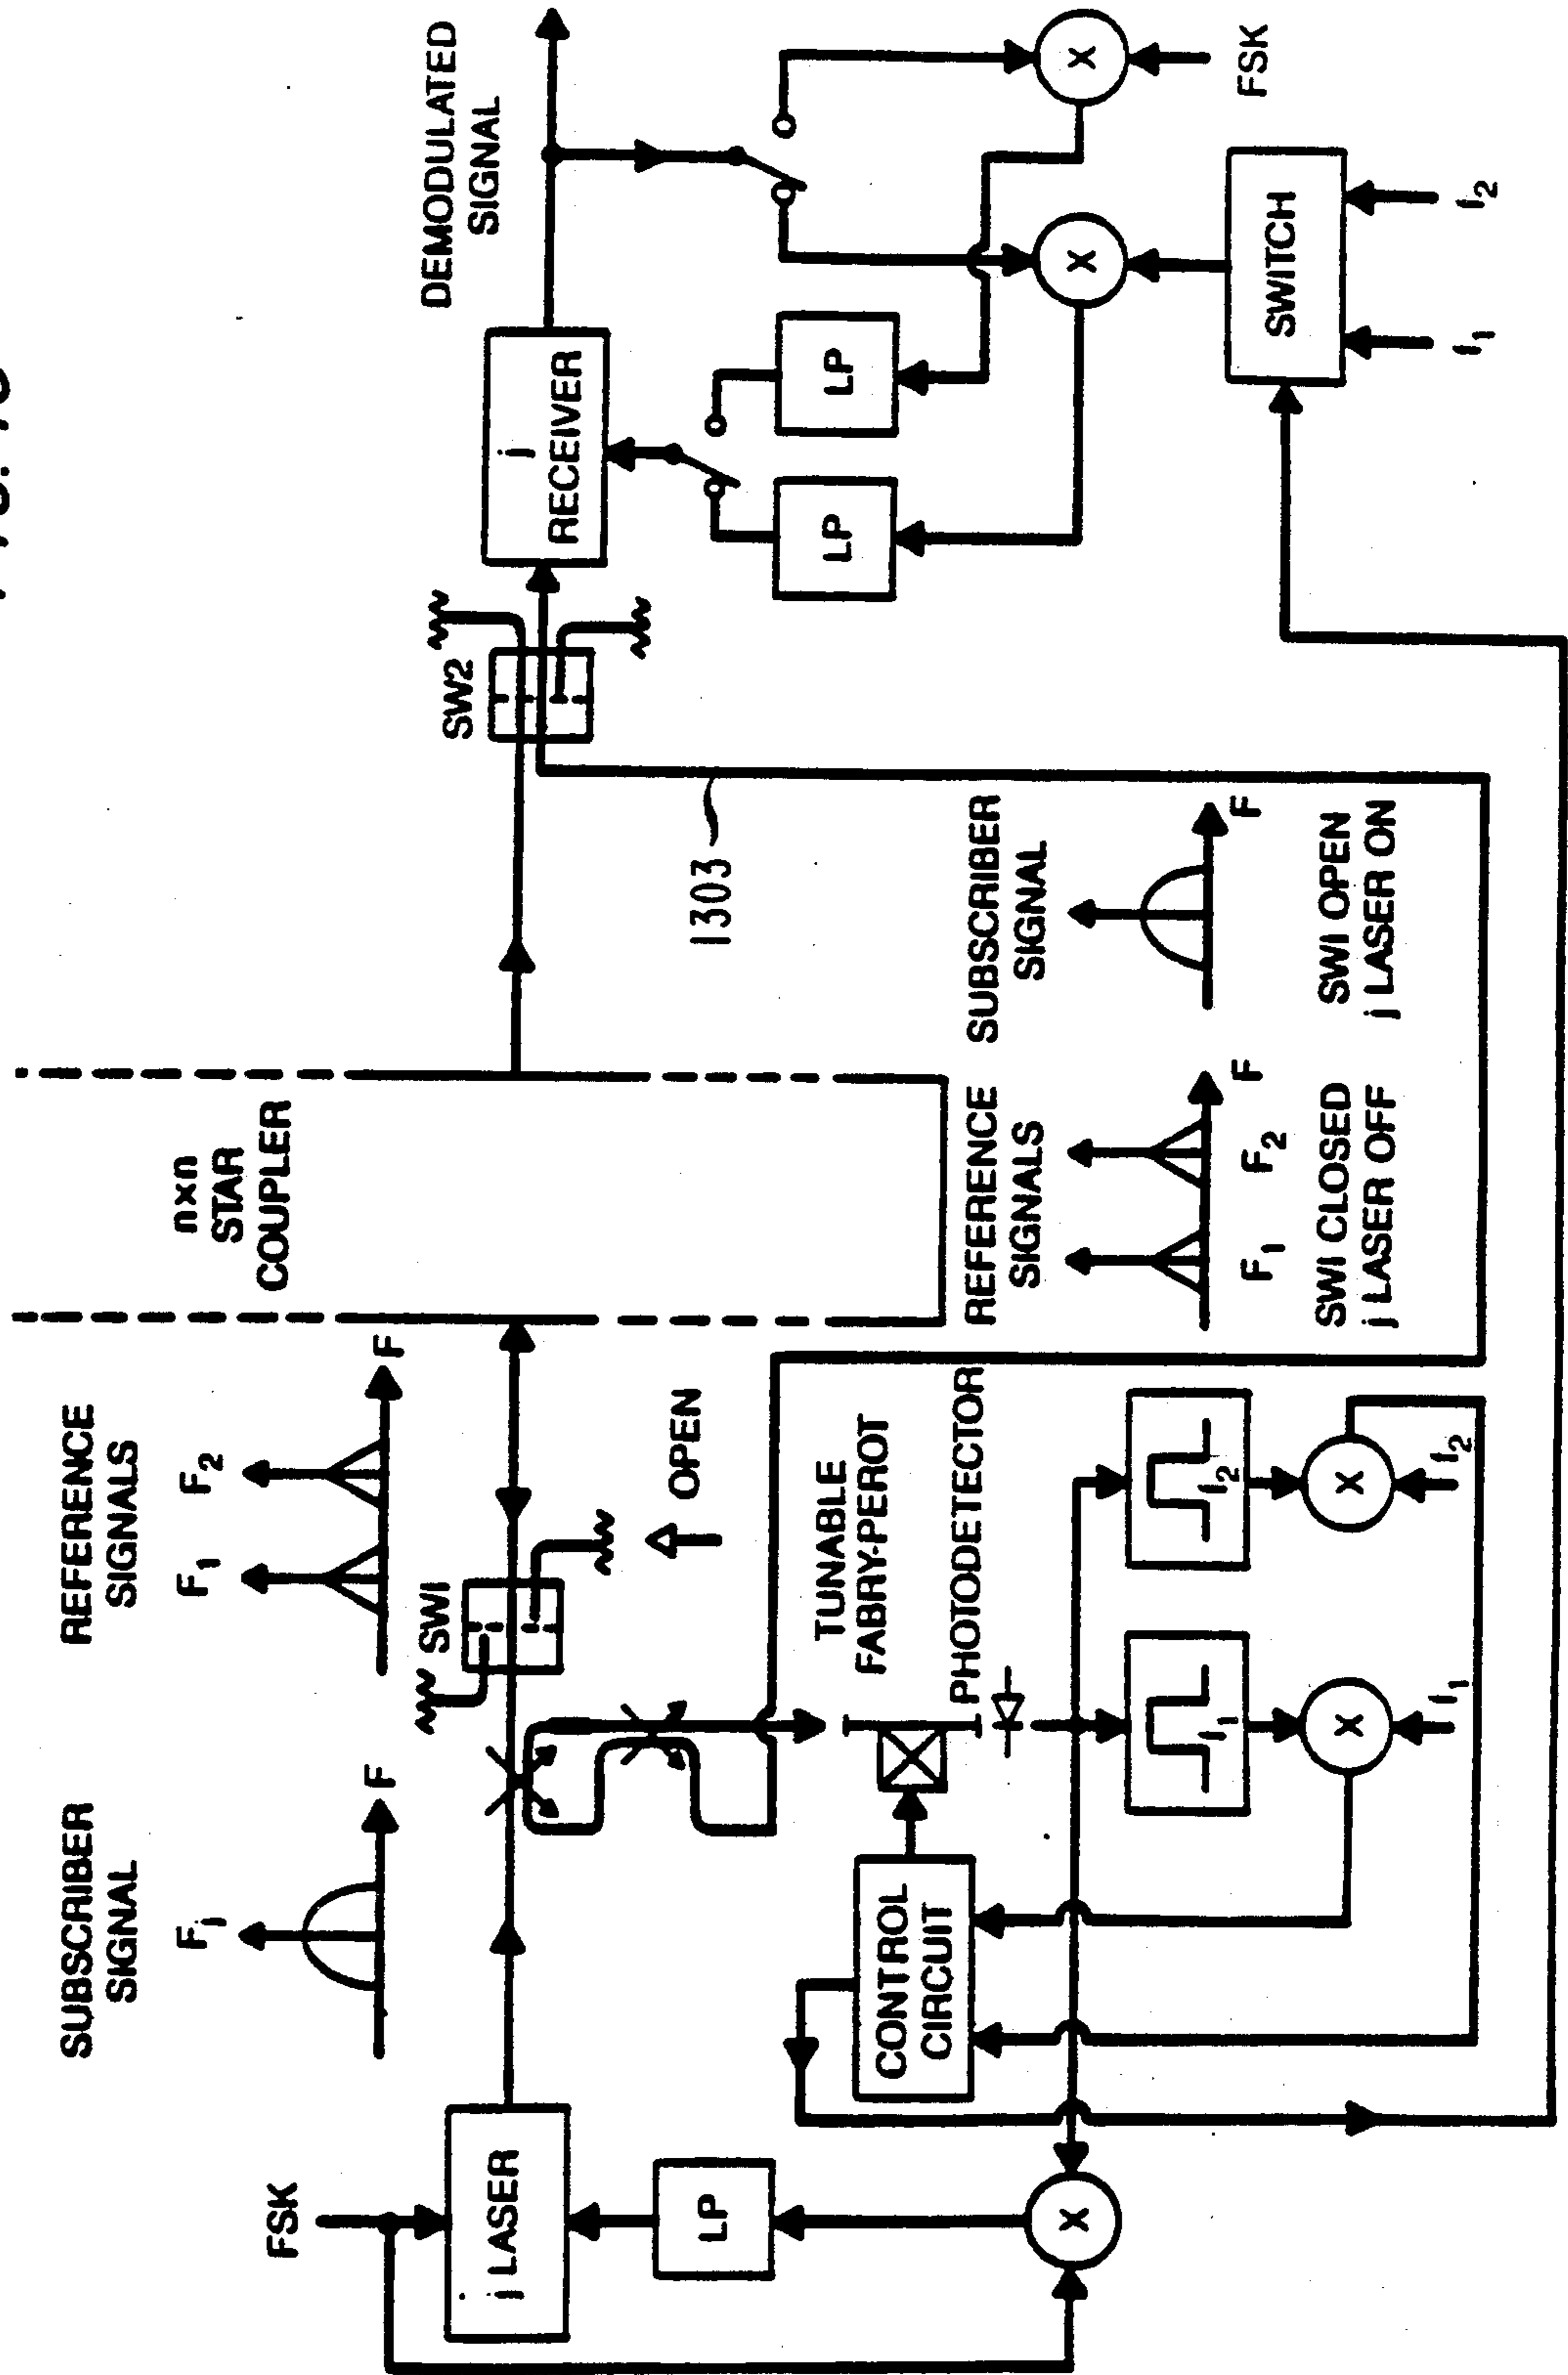 SUBSCRIBER
SIGNAL
F
j
F
REFERENCE
SIGNALS
F1
F2
F
nxn
STAR
COUPLER
DEMODULATED
SIGNAL
FSK
j LASER
LP
X
SWI
OPEN
SW2
j
RECEIVER
LP
LP
X
X
FSK
SWITCH
f1
f2
1303
TUNABLE
FABRY-PEROT
PHOTODETECTOR
CONTROL
CIRCUIT
f1
f2
X
X
f1
f2
REFERENCE
SIGNALS
F1
F2
F
SWI CLOSED
j LASER OFF
SUBSCRIBER
SIGNAL
F
SWI OPEN
j LASER ON